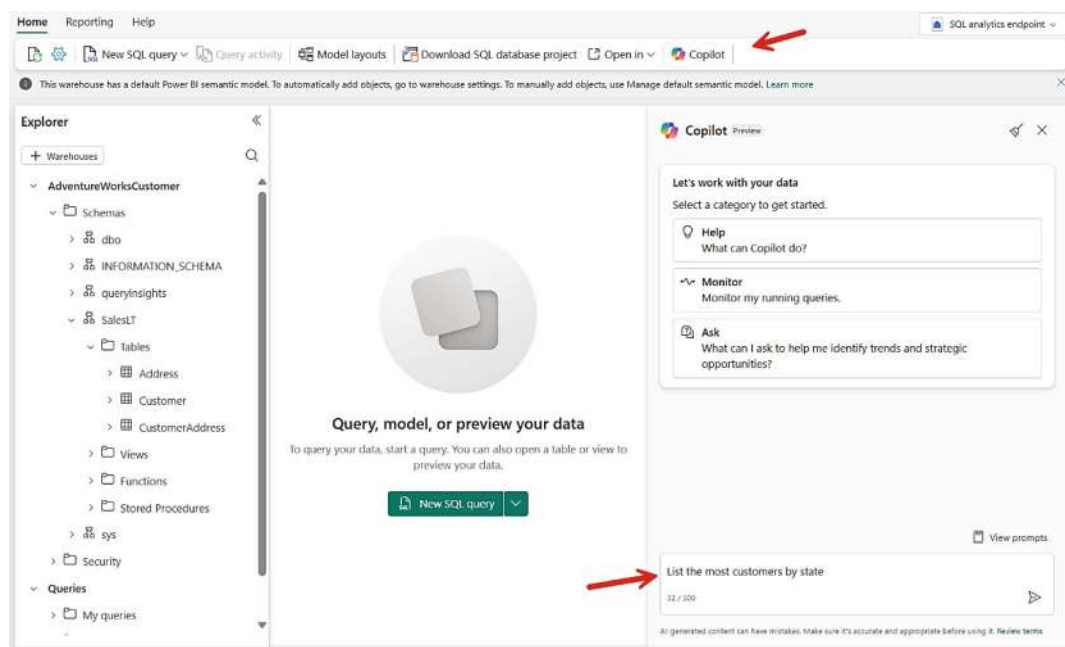 Home Reporting Help
SQL analytics endpoint
New SQL query Query activity Model layouts Download SQL database project Open in Copilot
This warehouse has a default Power BI semantic model. To automatically add objects, go to warehouse settings. To manually add objects, use Manage default semantic model. Learn more
Explorer
+ Warehouses
AdventureWorksCustomer
Schemas
dbo
INFORMATION_SCHEMA
queryinsights
SalesLT
Tables
Address
Customer
CustomerAddress
Views
Functions
Stored Procedures
sys
Security
Queries
My queries
Query, model, or preview your data
To query your data, start a query. You can also open a table or view to
preview your data.
New SQL query
Copilot Preview
Let's work with your data
Select a category to get started.
Help
What can Copilot do?
Monitor
Monitor my running queries.
Ask
What can I ask to help me identify trends and strategic
opportunities?
View prompts
List the most customers by state
32 / 500
AI-generated content can have mistakes. Make sure it's accurate and appropriate before using it. Review terms